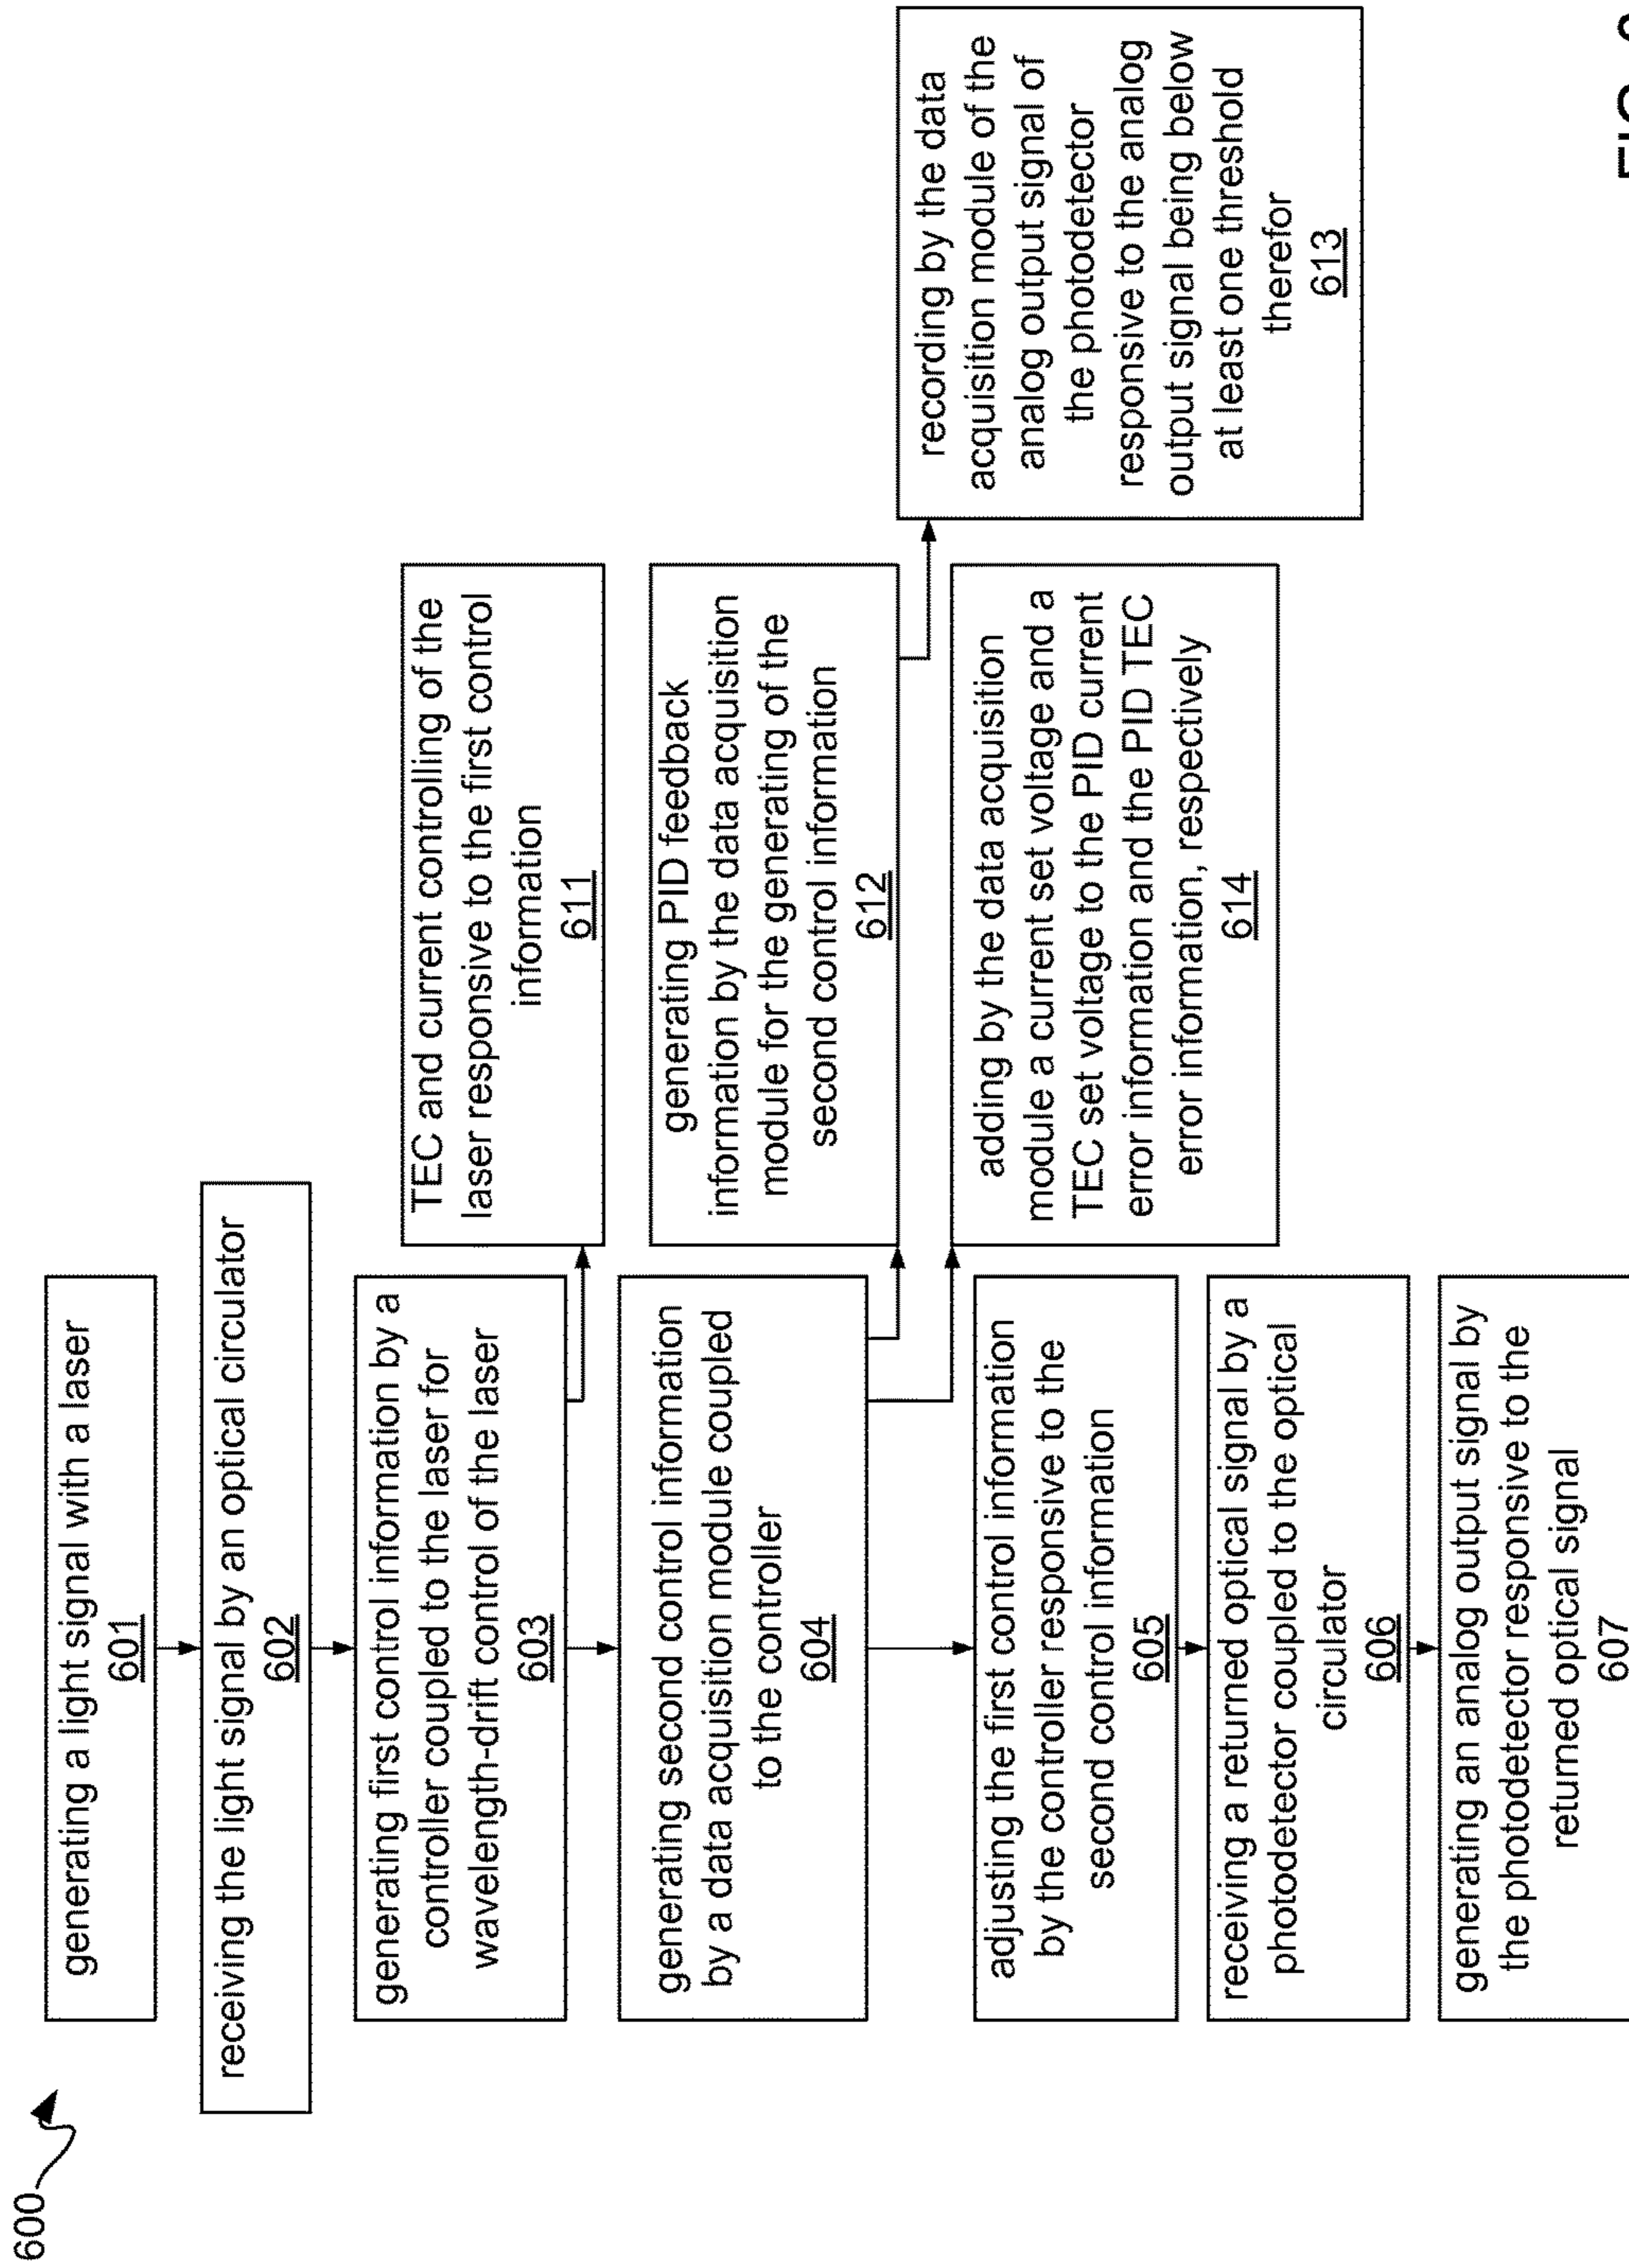 600
generating a light signal with a laser
601
receiving the light signal by an optical circulator
602
generating first control information by a
controller coupled to the laser for
wavelength-drift control of the laser
603
TEC and current controlling of the
laser responsive to the first control
information
611
generating second control information
by a data acquisition module coupled
to the controller
604
generating PID feedback
information by the data acquisition
module for the generating of the
second control information
612
recording by the data
acquisition module of the
analog output signal of
the photodetector
responsive to the analog
output signal being below
at least one threshold
therefor
613
adding by the data acquisition
module a current set voltage and a
TEC set voltage to the PID current
error information and the PID TEC
error information, respectively
614
adjusting the first control information
by the controller responsive to the
second control information
605
receiving a returned optical signal by a
photodetector coupled to the optical
circulator
606
generating an analog output signal by
the photodetector responsive to the
returned optical signal
607
FIG.